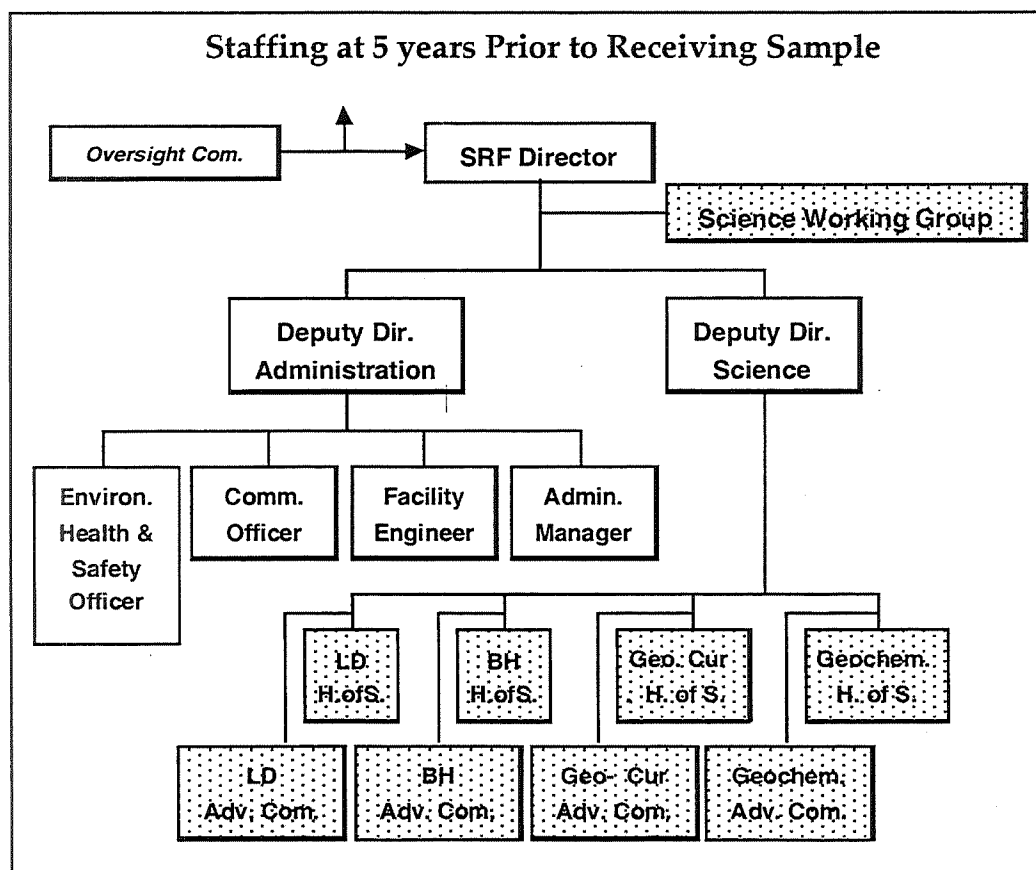 Staffing at 5 years Prior to Receiving Sample
Oversight Com.
SRF Director
Science Working Group
Deputy Dir.
Administration
Deputy Dir.
Science
Environ.
Health &
Safety
Officer
Comm.
Officer
Facility
Engineer
Admin.
Manager
LD
H.ofS.
BH
H.ofS.
Geo. Cur
H. of S.
Geochem.
H. of S.
LD
Adv. Com.
BH
Adv. Com.
Geo- Cur
Adv. Com.
Geochem.
Adv. Com.